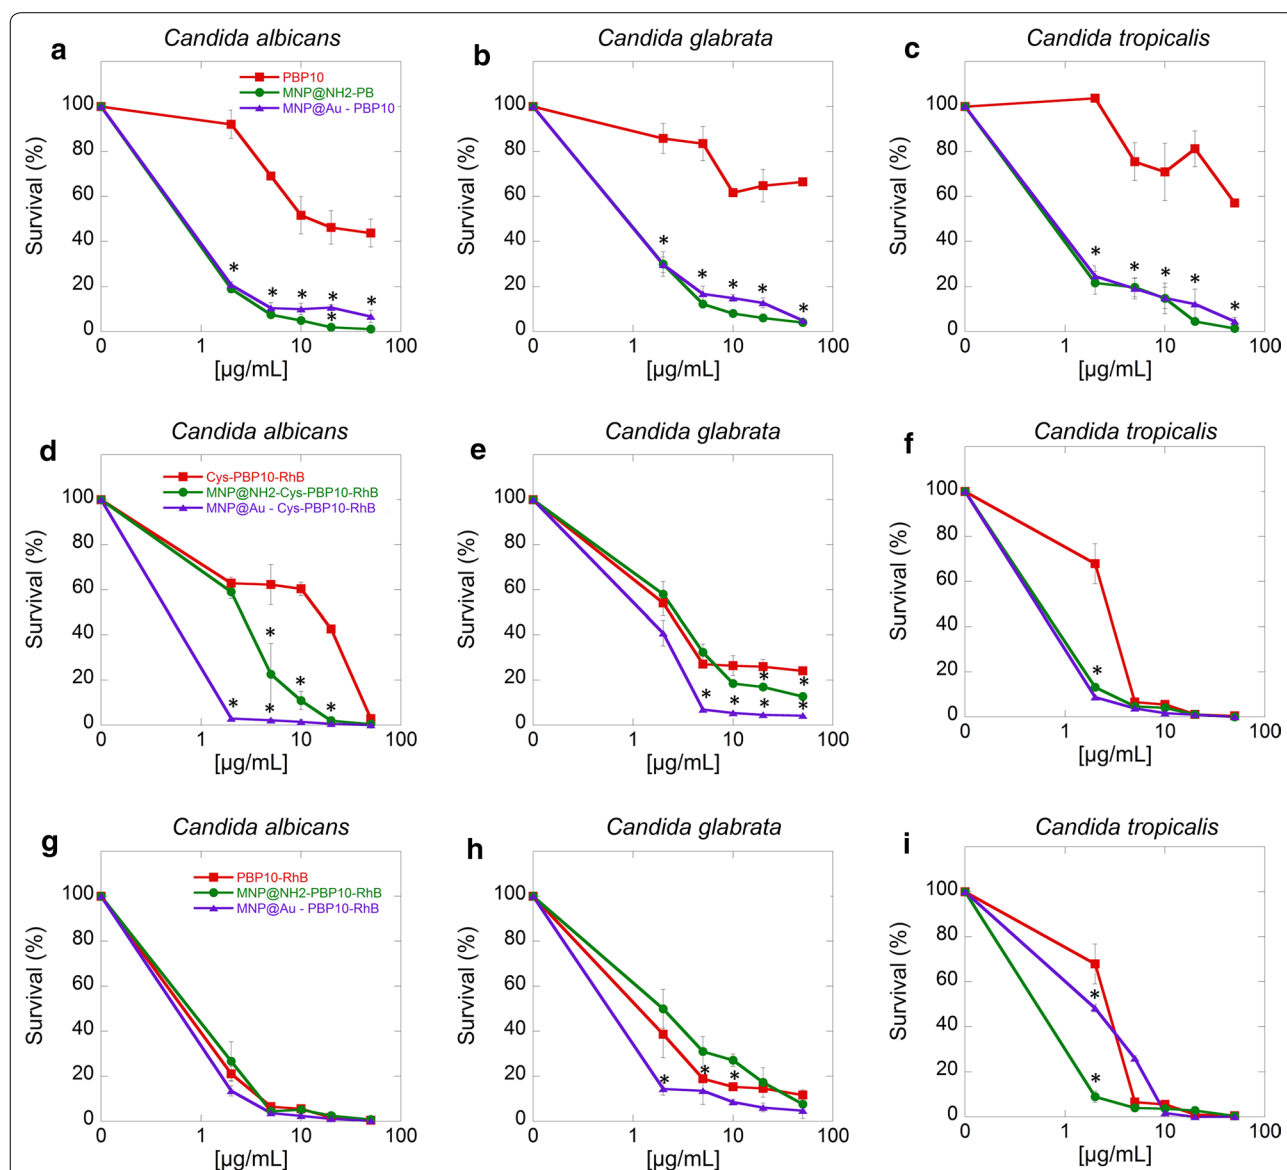 a
Candida albicans
PBP10
MNP@NH2-PB
MNP@Au - PBP10
Survival (%)
100
80
60
40
20
0
*
*
*
*
*
*
0
1
10
100
[µg/mL]
b
Candida glabrata
Survival (%)
100
80
60
40
20
0
*
*
*
*
*
0
1
10
100
[µg/mL]
c
Candida tropicalis
Survival (%)
100
80
60
40
20
0
*
*
*
*
*
0
1
10
100
[µg/mL]
d
Candida albicans
Cys-PBP10-RhB
MNP@NH2-Cys-PBP10-RhB
MNP@Au - Cys-PBP10-RhB
Survival (%)
100
80
60
40
20
0
*
*
*
*
*
0
1
10
100
[µg/mL]
e
Candida glabrata
Survival (%)
100
80
60
40
20
0
*
*
*
*
*
*
0
1
10
100
[µg/mL]
f
Candida tropicalis
Survival (%)
100
80
60
40
20
0
*
0
1
10
100
[µg/mL]
g
Candida albicans
PBP10-RhB
MNP@NH2-PBP10-RhB
MNP@Au - PBP10-RhB
Survival (%)
100
80
60
40
20
0
0
1
10
100
[µg/mL]
h
Candida glabrata
Survival (%)
100
80
60
40
20
0
*
*
*
0
1
10
100
[µg/mL]
i
Candida tropicalis
Survival (%)
100
80
60
40
20
0
*
*
0
1
10
100
[µg/mL]